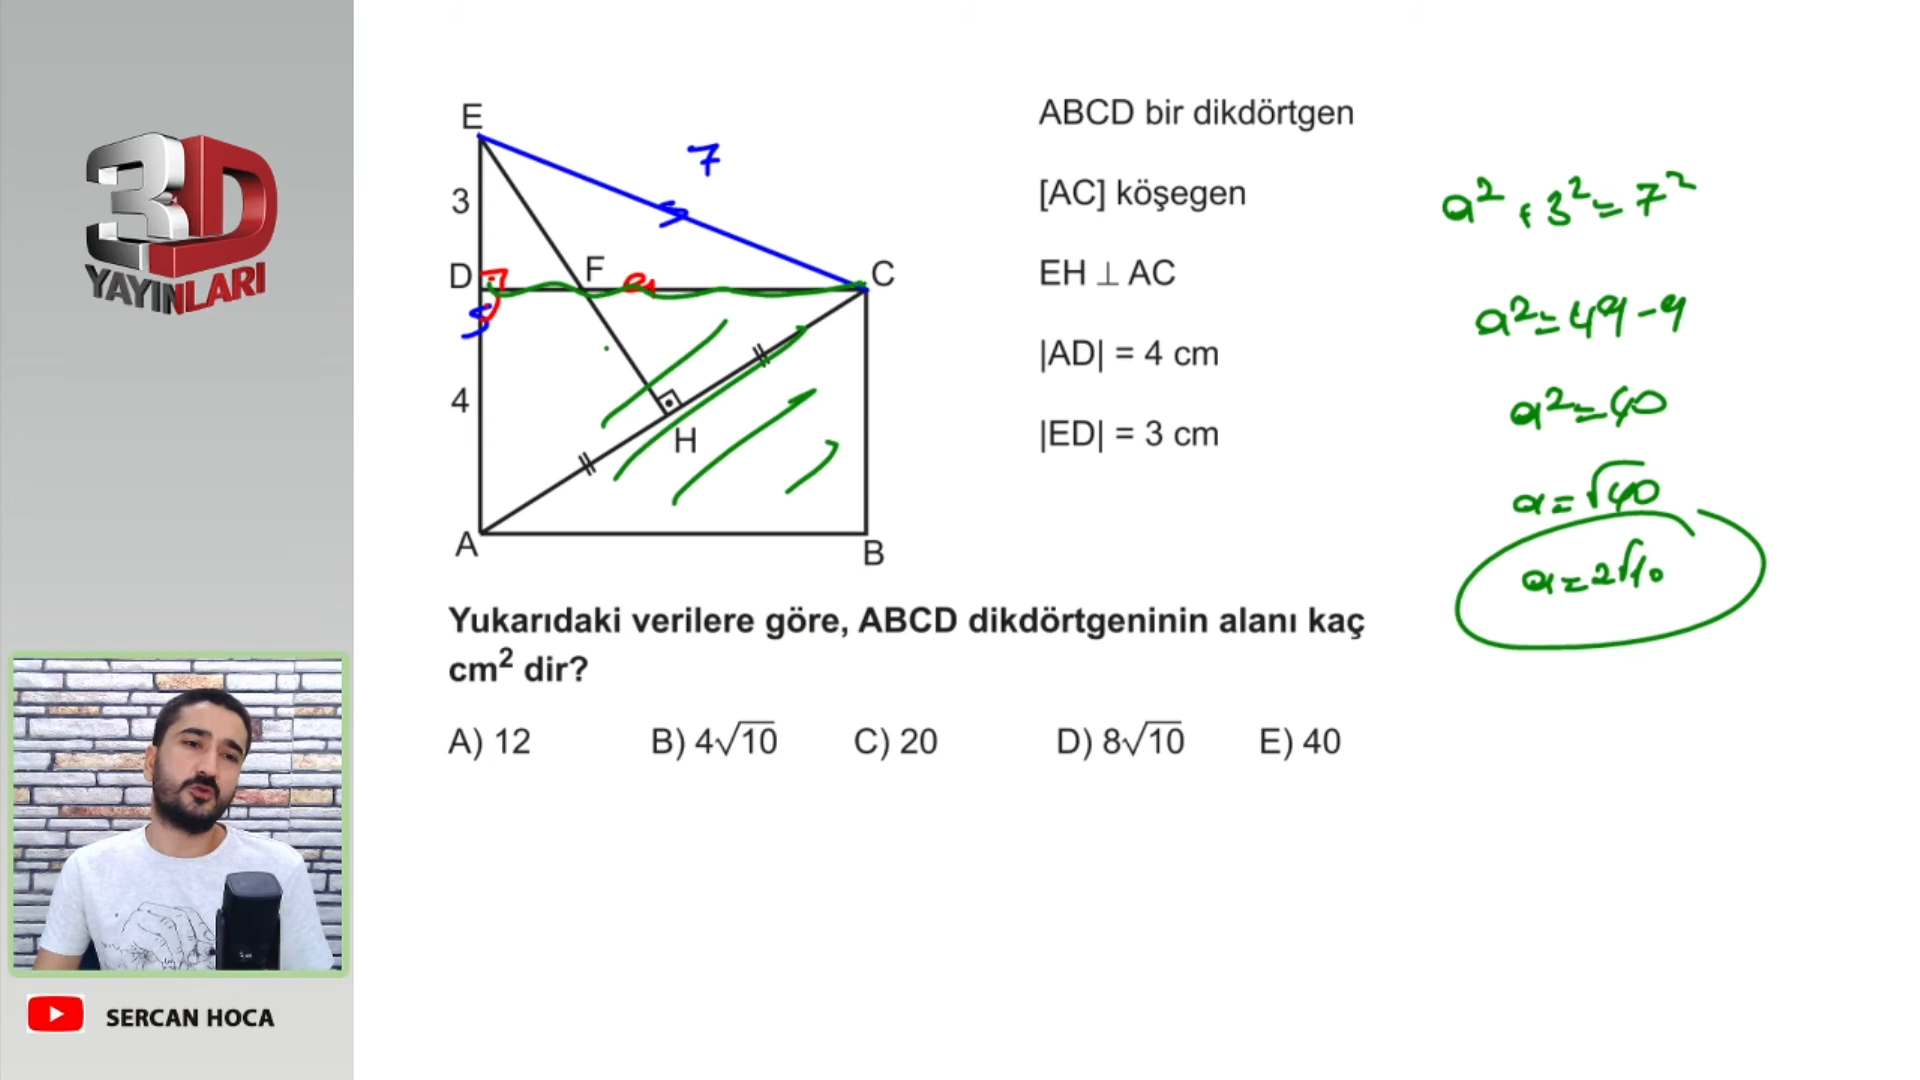 3D
YAYINLARI
E
7
3
D
F
a
C
4
H
A
B
ABCD bir dikdörtgen
[AC] köşegen
EH ⊥ AC
|AD| = 4 cm
|ED| = 3 cm
a² + 3² = 7²
a² = 49 - 9
a² = 40
a = √40
a = 2√10
Yukarıdaki verilere göre, ABCD dikdörtgeninin alanı kaç
cm² dir?
A) 12 B) 4√10 C) 20 D) 8√10 E) 40
SERCAN HOCA